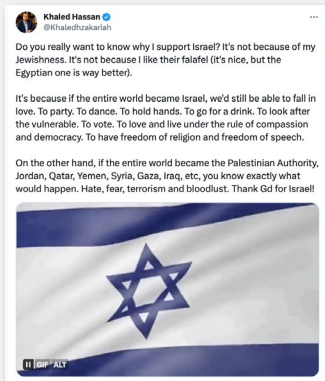 Khaled Hassan
@Khaledhzakariah
Do you really want to know why I support Israel? It's not because of my
Jewishness. It's not because I like their falafel (it's nice, but the
Egyptian one is way better).
It's because if the entire world became Israel, we'd still be able to fall in
love. To party. To dance. To hold hands. To go for a drink. To look after
the vulnerable. To vote. To love and live under the rule of compassion
and democracy. To have freedom of religion and freedom of speech.
On the other hand, if the entire world became the Palestinian Authority,
Jordan, Qatar, Yemen, Syria, Gaza, Iraq, etc, you know exactly what
would happen. Hate, fear, terrorism and bloodlust. Thank Gd for Israel!
GIF ALT